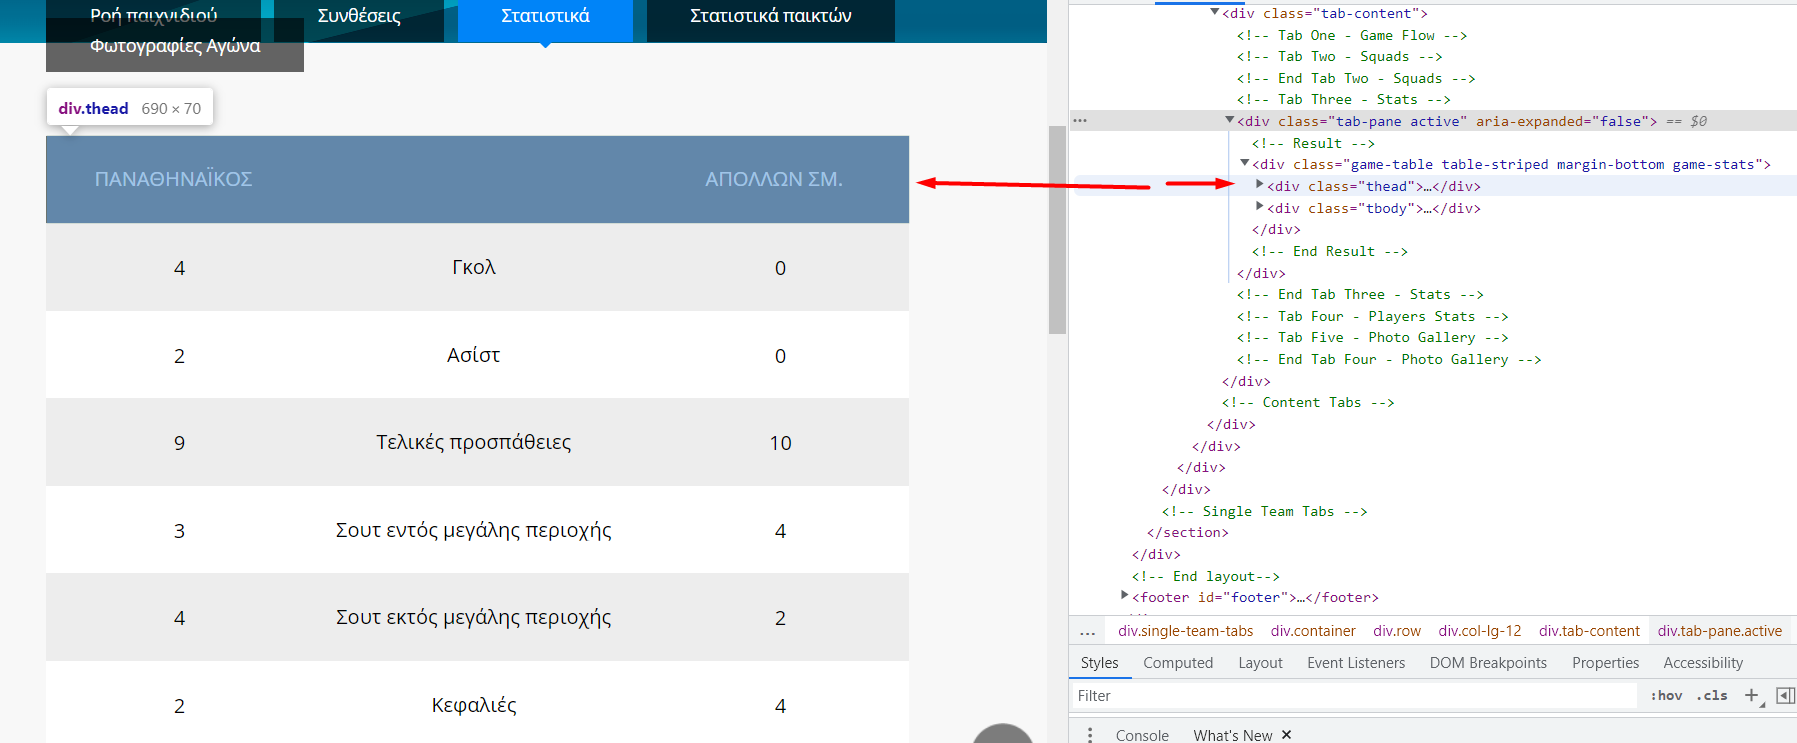 Ροή παιχνιδιού Συνθέσεις Στατιστικά Στατιστικά παικτών
Φωτογραφίες Αγώνα
div.thead 690 × 70
ΠΑΝΑΘΗΝΑΪΚΟΣ ΑΠΟΛΛΩΝ ΣΜ.
4 Γκολ 0
2 Ασίστ 0
9 Τελικές προσπάθειες 10
3 Σουτ εντός μεγάλης περιοχής 4
4 Σουτ εκτός μεγάλης περιοχής 2
2 Κεφαλιές 4
<div class="tab-content">
<!-- Tab One - Game Flow -->
<!-- Tab Two - Squads -->
<!-- End Tab Two - Squads -->
<!-- Tab Three - Stats -->
... <div class="tab-pane active" aria-expanded="false"> == $0
<!-- Result -->
<div class="game-table table-striped margin-bottom game-stats">
<div class="thead">…</div>
<div class="tbody">…</div>
</div>
<!-- End Result -->
</div>
<!-- End Tab Three - Stats -->
<!-- Tab Four - Players Stats -->
<!-- Tab Five - Photo Gallery -->
<!-- End Tab Four - Photo Gallery -->
</div>
<!-- Content Tabs -->
</div>
</div>
</div>
</div>
<!-- Single Team Tabs -->
</section>
</div>
<!-- End layout-->
<footer id="footer">…</footer>
... div.single-team-tabs div.container div.row div.col-lg-12 div.tab-content div.tab-pane.active
Styles Computed Layout Event Listeners DOM Breakpoints Properties Accessibility
Filter :hov .cls +
Console What's New ×